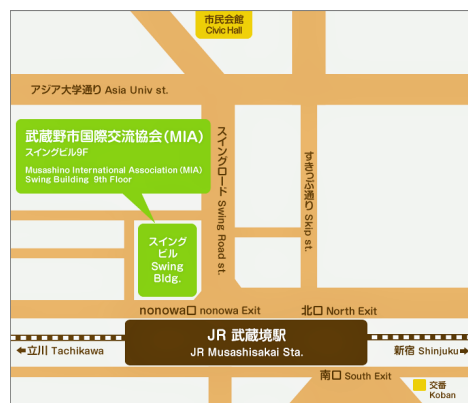 市民会館
Civic Hall
アジア大学通り Asia Univ st.
武蔵野市国際交流協会(MIA)
スイングビル9F
Musashino International Association (MIA)
Swing Building 9th Floor
スイングロード Swing Road st.
すきっぷ通り Skip st.
スイング
ビル
Swing
Bldg.
nonowa口 nonowa Exit
北口 North Exit
JR 武蔵境駅
JR Musashisakai Sta.
←立川 Tachikawa
新宿 Shinjuku→
南口 South Exit
交番
Koban